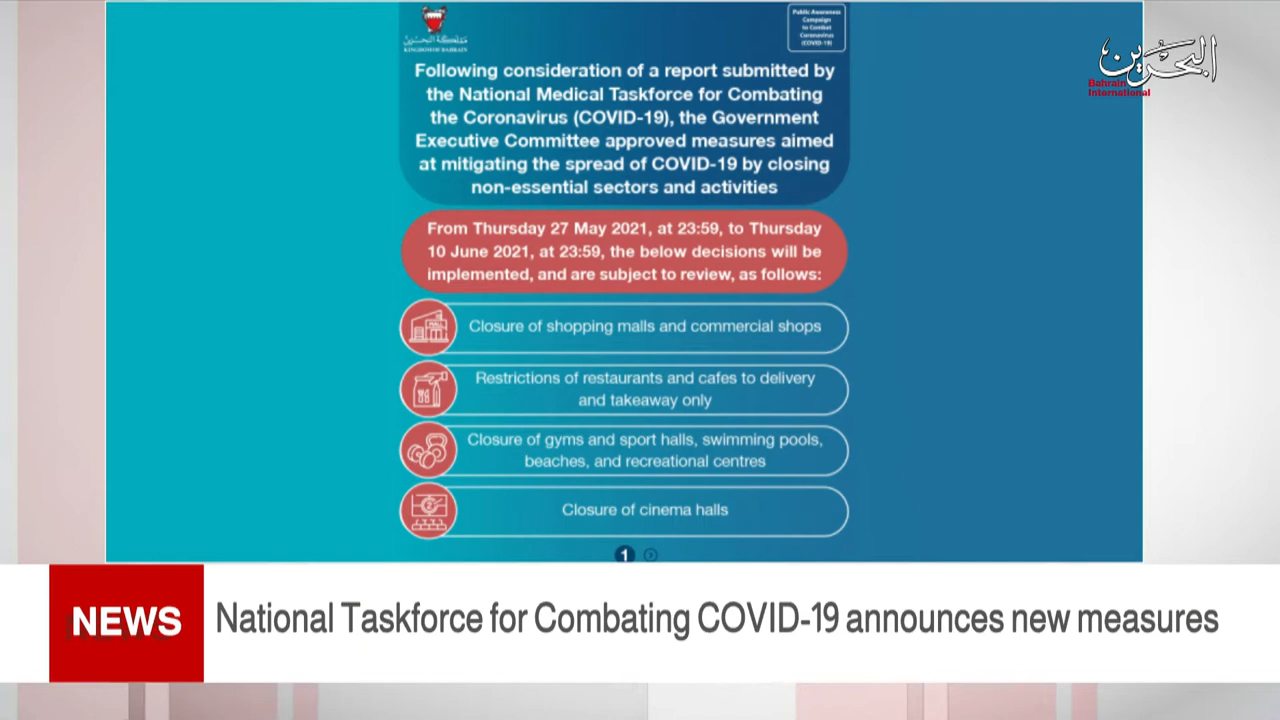 مملكة البحرين
KINGDOM OF BAHRAIN
Public Awareness
Campaign
to Combat
Coronavirus
(COVID-19)
البحرين
Bahrain
International
Following consideration of a report submitted by
the National Medical Taskforce for Combating
the Coronavirus (COVID-19), the Government
Executive Committee approved measures aimed
at mitigating the spread of COVID-19 by closing
non-essential sectors and activities
From Thursday 27 May 2021, at 23:59, to Thursday
10 June 2021, at 23:59, the below decisions will be
implemented, and are subject to review, as follows:
Closure of shopping malls and commercial shops
Restrictions of restaurants and cafes to delivery
and takeaway only
Closure of gyms and sport halls, swimming pools,
beaches, and recreational centres
Closure of cinema halls
1
NEWS
National Taskforce for Combating COVID-19 announces new measures